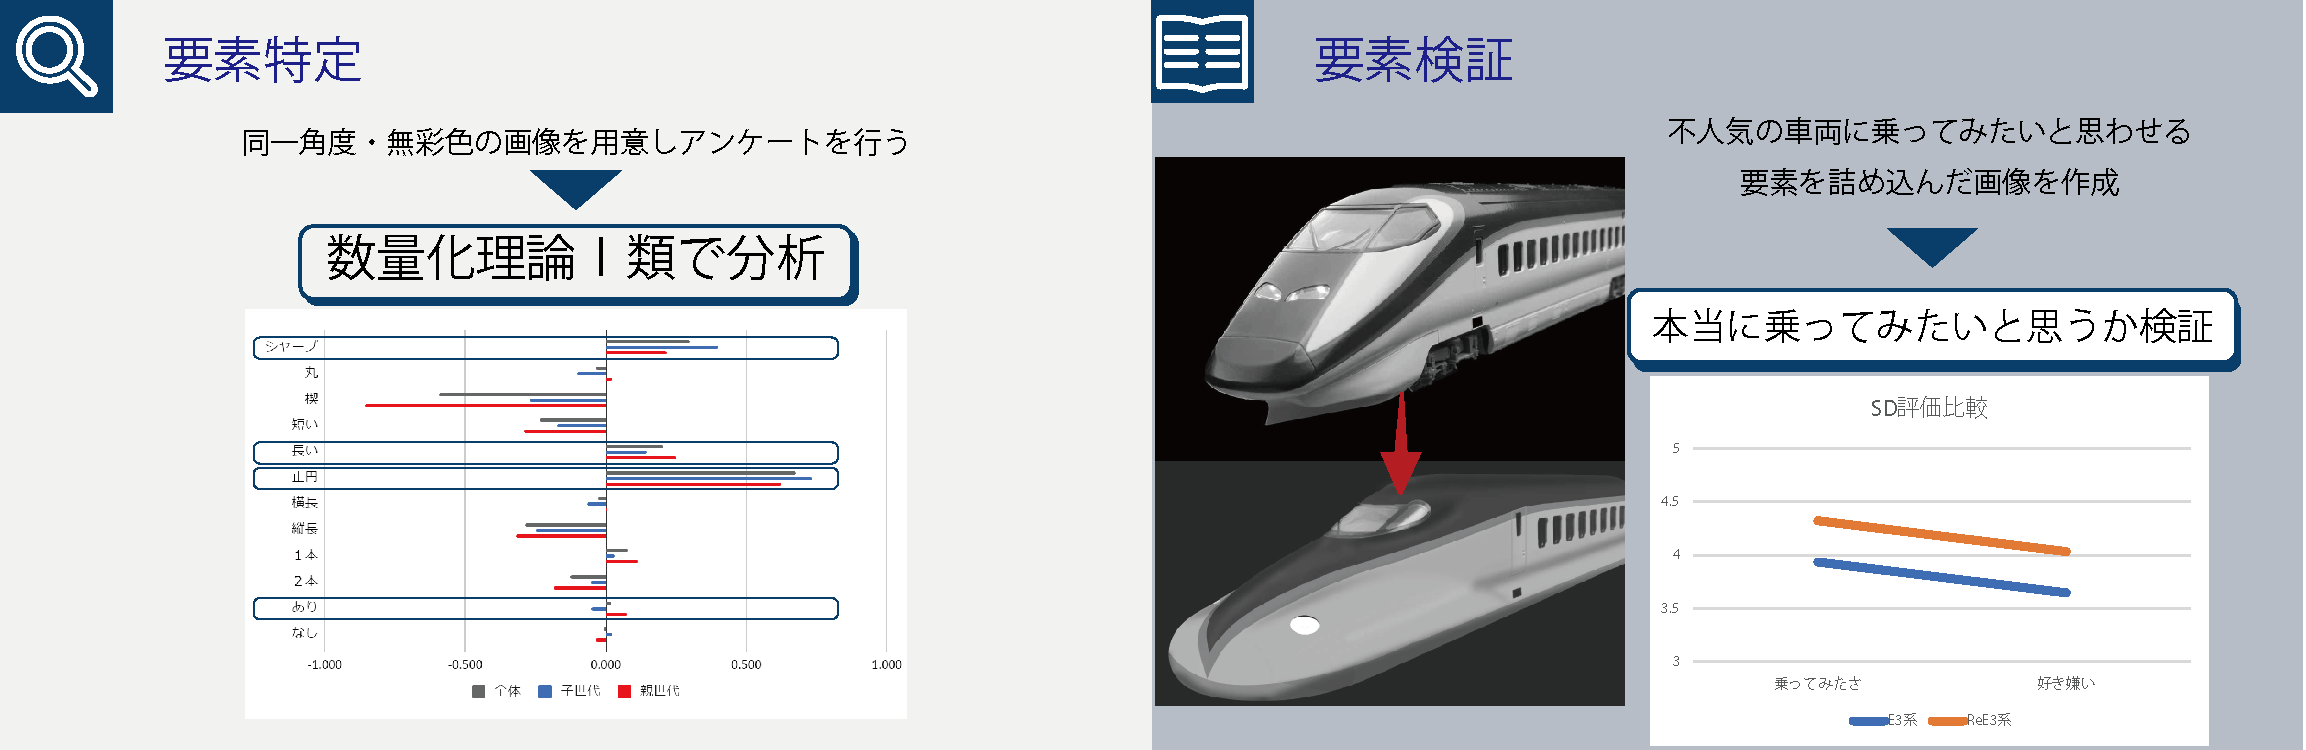 要素特定
同一角度・無彩色の画像を用意しアンケートを行う
数量化理論Ⅰ類で分析
シャープ
丸
楔
短い
長い
正円
横長
縦長
1本
2本
あり
なし
-1.000 -0.500 0.000 0.500 1.000
全体 子世代 親世代
要素検証
不人気の車両に乗ってみたいと思わせる
要素を詰め込んだ画像を作成
本当に乗ってみたいと思うか検証
SD評価比較
5
4.5
4
3.5
3
乗ってみたさ 好き嫌い
E3系 ReE3系